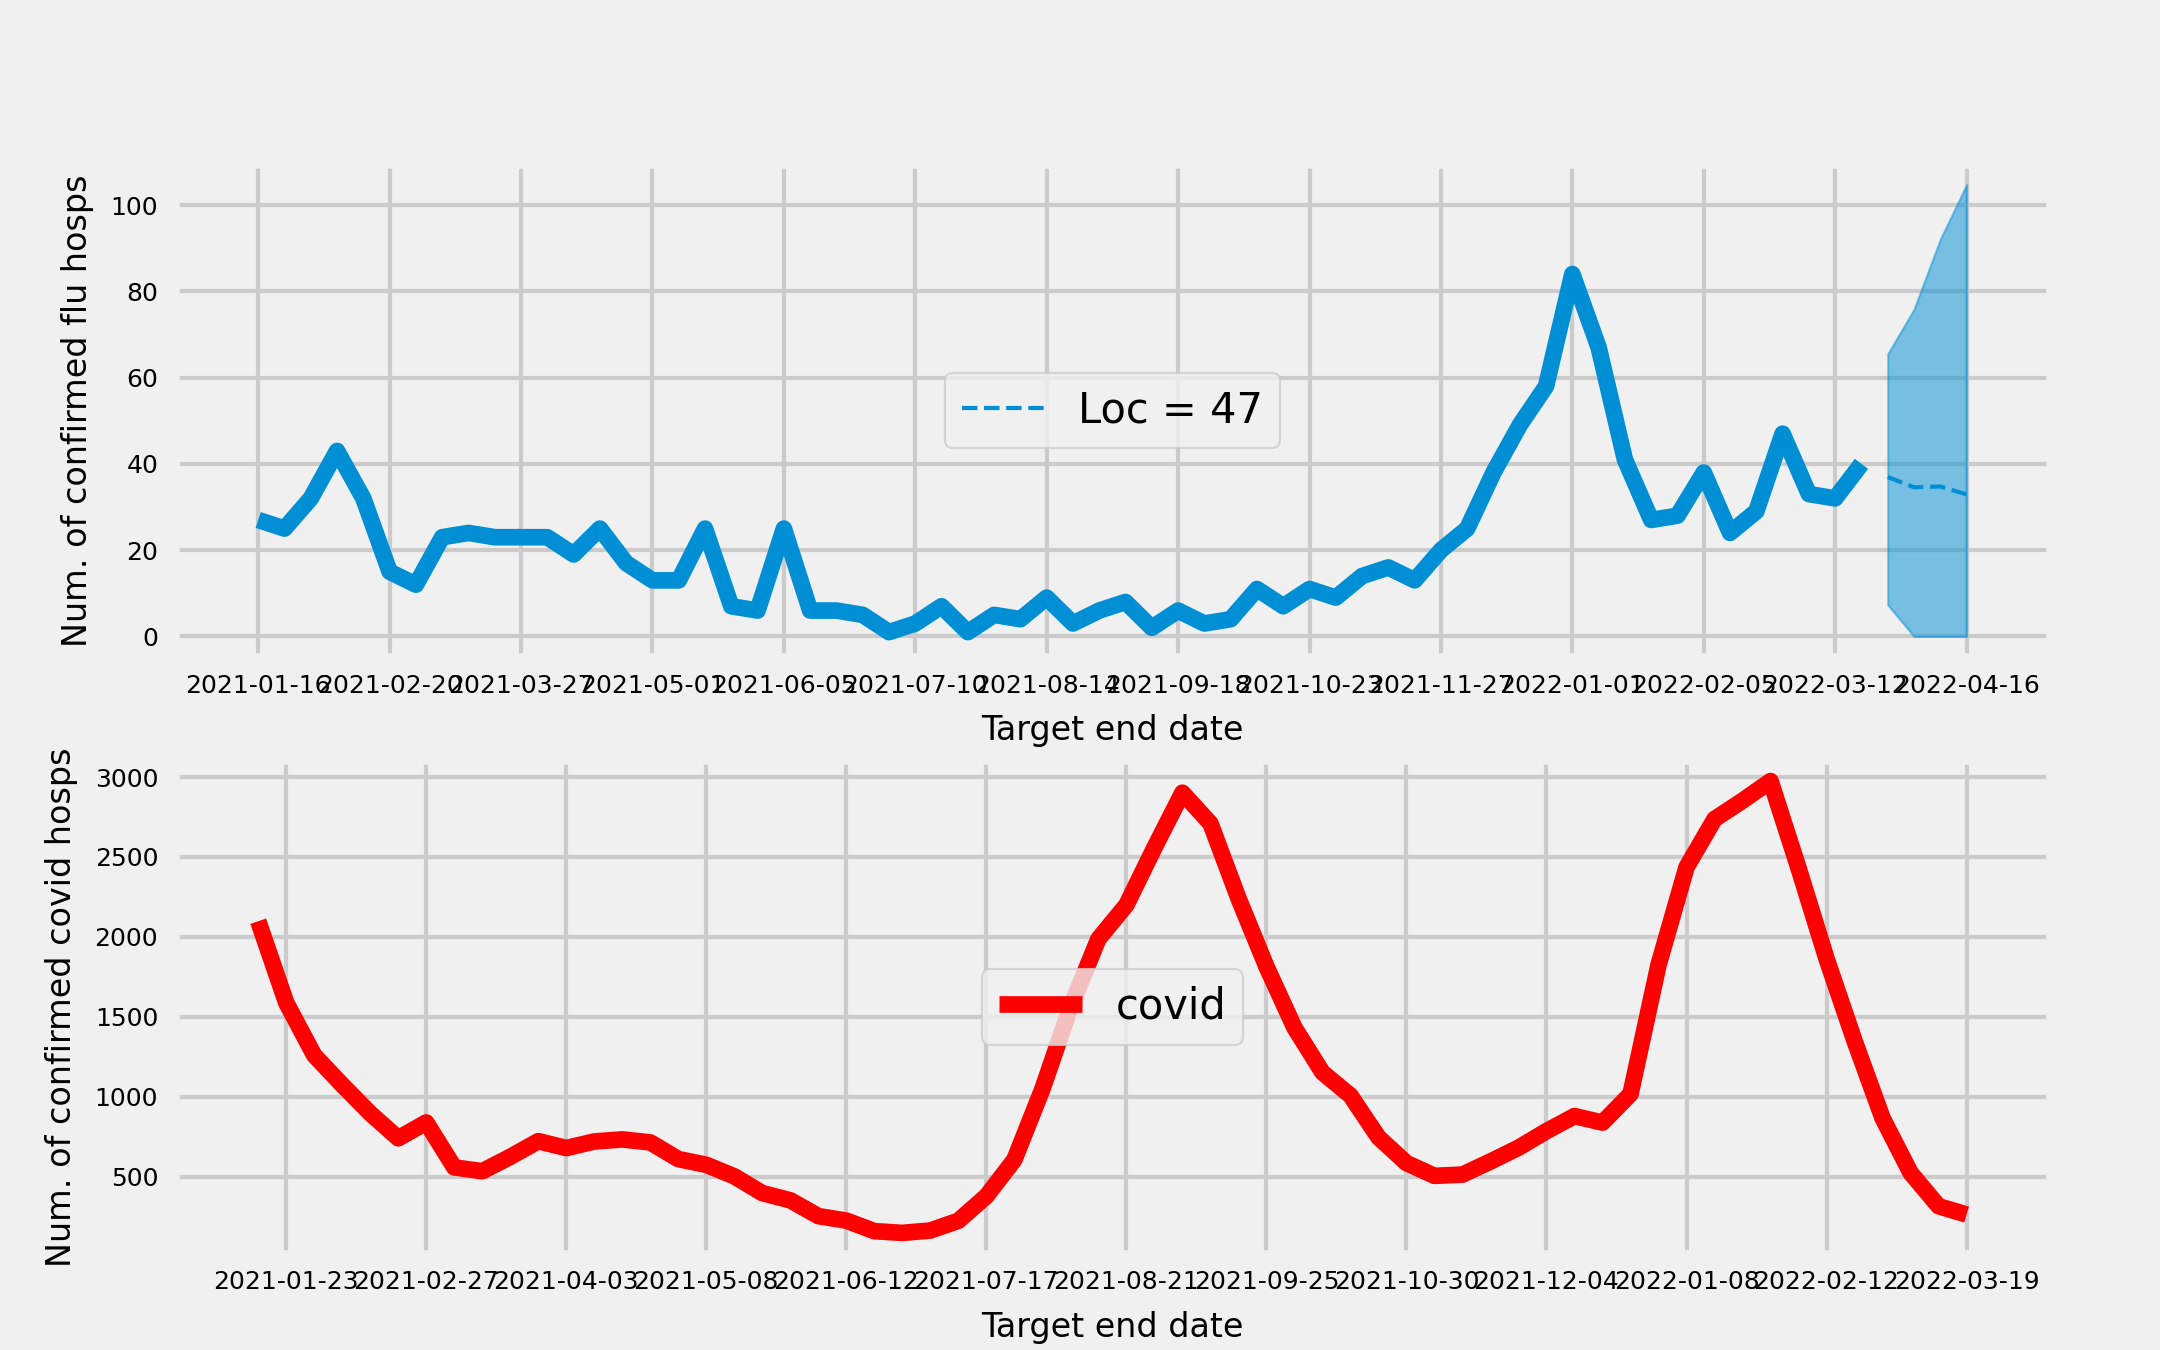 Num. of confirmed flu hosps
100
80
60
40
20
0
Loc = 47
2021-01-16 2021-02-20 2021-03-27 2021-05-01 2021-06-05 2021-07-10 2021-08-14 2021-09-18 2021-10-23 2021-11-27 2022-01-01 2022-02-05 2022-03-12 2022-04-16
Target end date
Num. of confirmed covid hosps
3000
2500
2000
1500
1000
500
covid
2021-01-23 2021-02-27 2021-04-03 2021-05-08 2021-06-12 2021-07-17 2021-08-21 2021-09-25 2021-10-30 2021-12-04 2022-01-08 2022-02-12 2022-03-19
Target end date